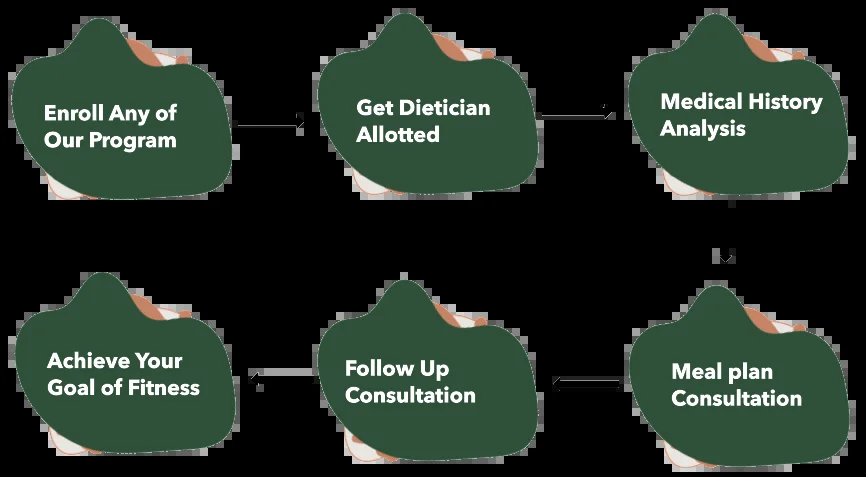 Enroll Any of
Our Program
Get Dietician
Allotted
Medical History
Analysis
Meal plan
Consultation
Follow Up
Consultation
Achieve Your
Goal of Fitness